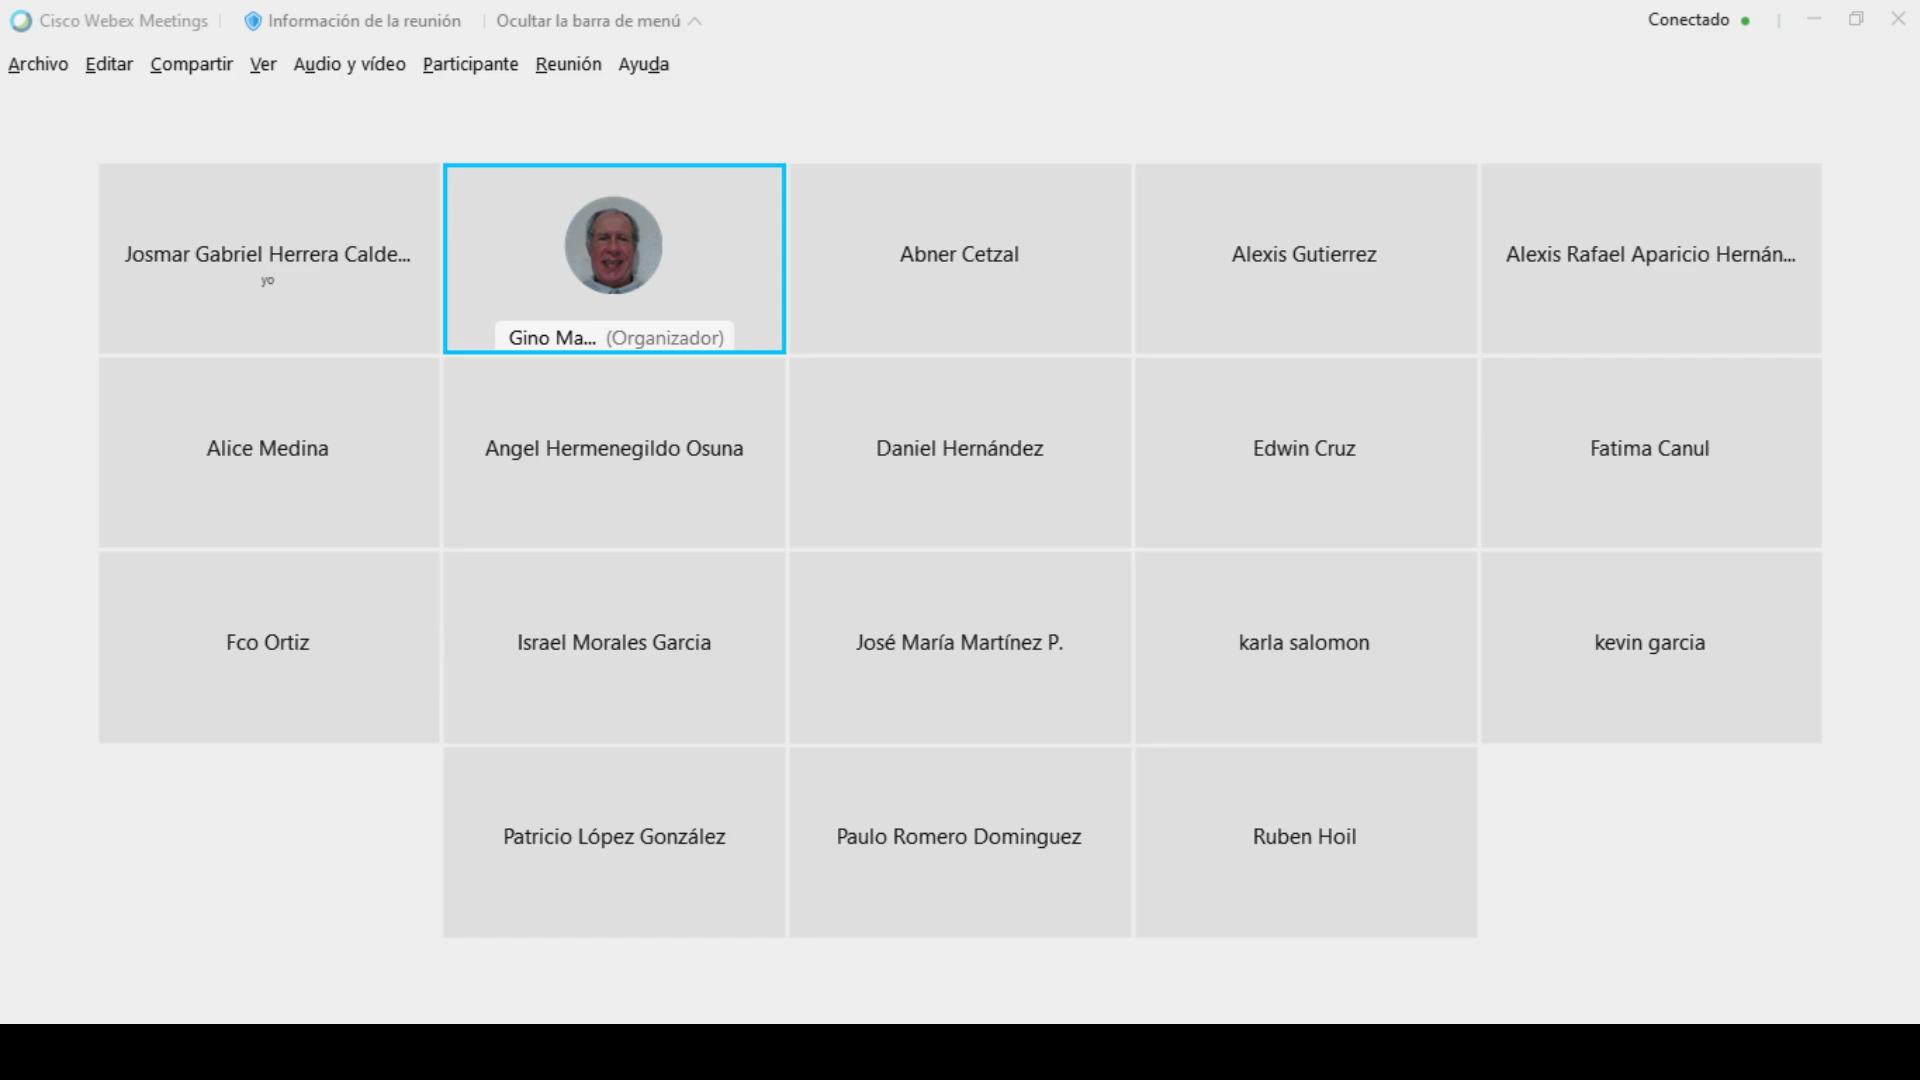 Cisco Webex Meetings | Información de la reunión | Ocultar la barra de menú
Conectado
Archivo Editar Compartir Ver Audio y vídeo Participante Reunión Ayuda
Josmar Gabriel Herrera Calde...
yo
Gino Ma... (Organizador)
Abner Cetzal
Alexis Gutierrez
Alexis Rafael Aparicio Hernán...
Alice Medina
Angel Hermenegildo Osuna
Daniel Hernández
Edwin Cruz
Fatima Canul
Fco Ortiz
Israel Morales Garcia
José María Martínez P.
karla salomon
kevin garcia
Patricio López González
Paulo Romero Dominguez
Ruben Hoil